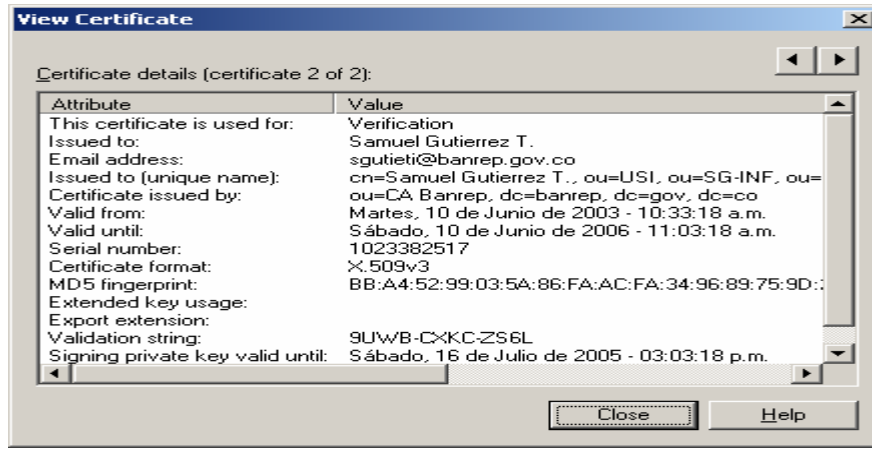 View Certificate
Certificate details (certificate 2 of 2):
Attribute Value
This certificate is used for: Verification
Issued to: Samuel Gutierrez T.
Email address: sgutieti@banrep.gov.co
Issued to (unique name): cn=Samuel Gutierrez T., ou=USI, ou=SG-INF, ou=
Certificate issued by: ou=CA Banrep, dc=banrep, dc=gov, dc=co
Valid from: Martes, 10 de Junio de 2003 - 10:33:18 a.m.
Valid until: Sábado, 10 de Junio de 2006 - 11:03:18 a.m.
Serial number: 1023382517
Certificate format: X.509v3
MD5 fingerprint: BB:A4:52:99:03:5A:86:FA:AC:FA:34:96:89:75:9D:
Extended key usage:
Export extension:
Validation string: 9UWB-CXKC-ZS6L
Signing private key valid until: Sábado, 16 de Julio de 2005 - 03:03:18 p.m.
Close Help